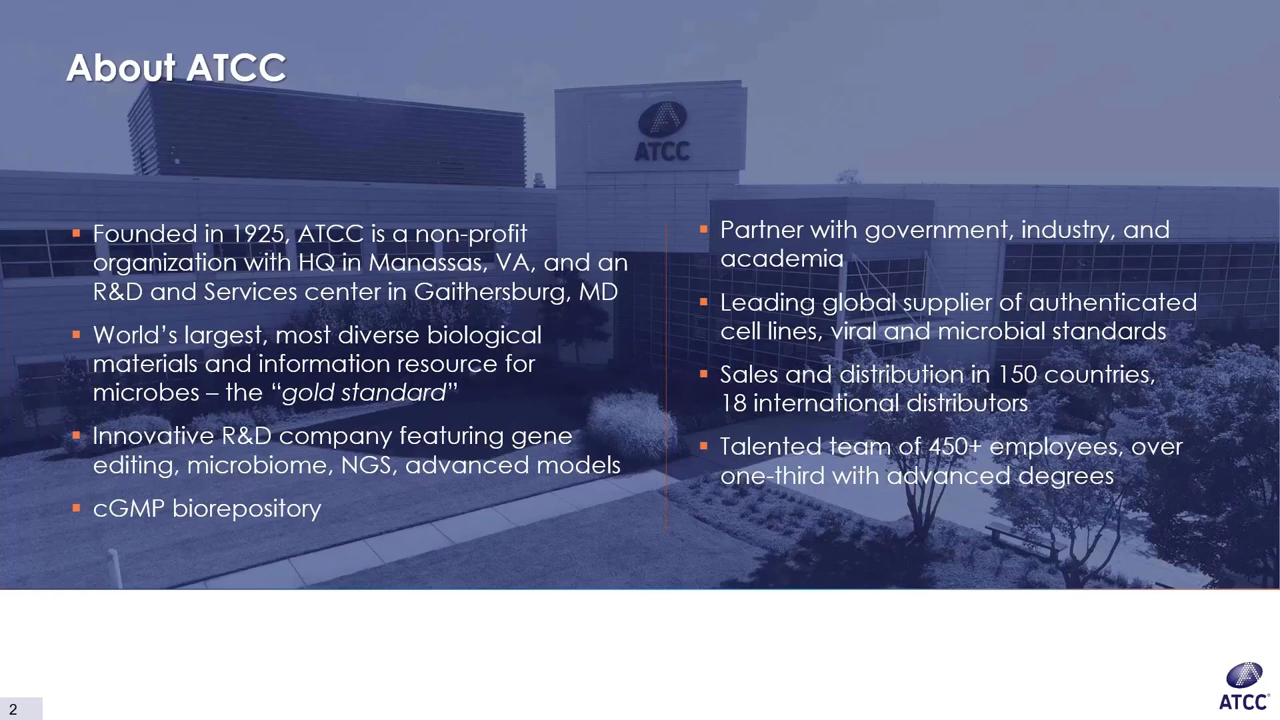 About ATCC
ATCC
▪ Founded in 1925, ATCC is a non-profit
organization with HQ in Manassas, VA, and an
R&D and Services center in Gaithersburg, MD
▪ World’s largest, most diverse biological
materials and information resource for
microbes – the “gold standard”
▪ Innovative R&D company featuring gene
editing, microbiome, NGS, advanced models
▪ cGMP biorepository
▪ Partner with government, industry, and
academia
▪ Leading global supplier of authenticated
cell lines, viral and microbial standards
▪ Sales and distribution in 150 countries,
18 international distributors
▪ Talented team of 450+ employees, over
one-third with advanced degrees
2
ATCC